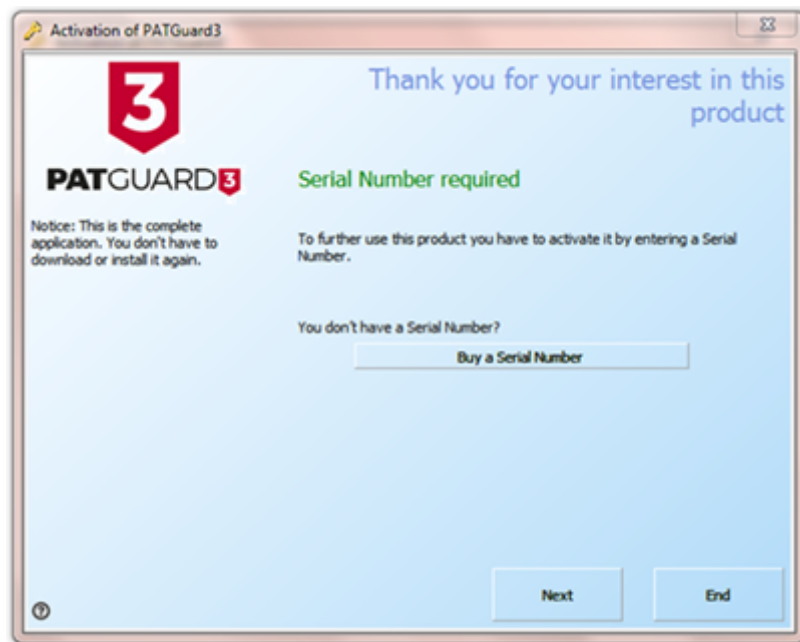 Activation of PATGuard3
3
PATGUARD3
Notice: This is the complete
application. You don't have to
download or install it again.
Thank you for your interest in this
product
Serial Number required
To further use this product you have to activate it by entering a Serial
Number.
You don't have a Serial Number?
Buy a Serial Number
Next
End
?